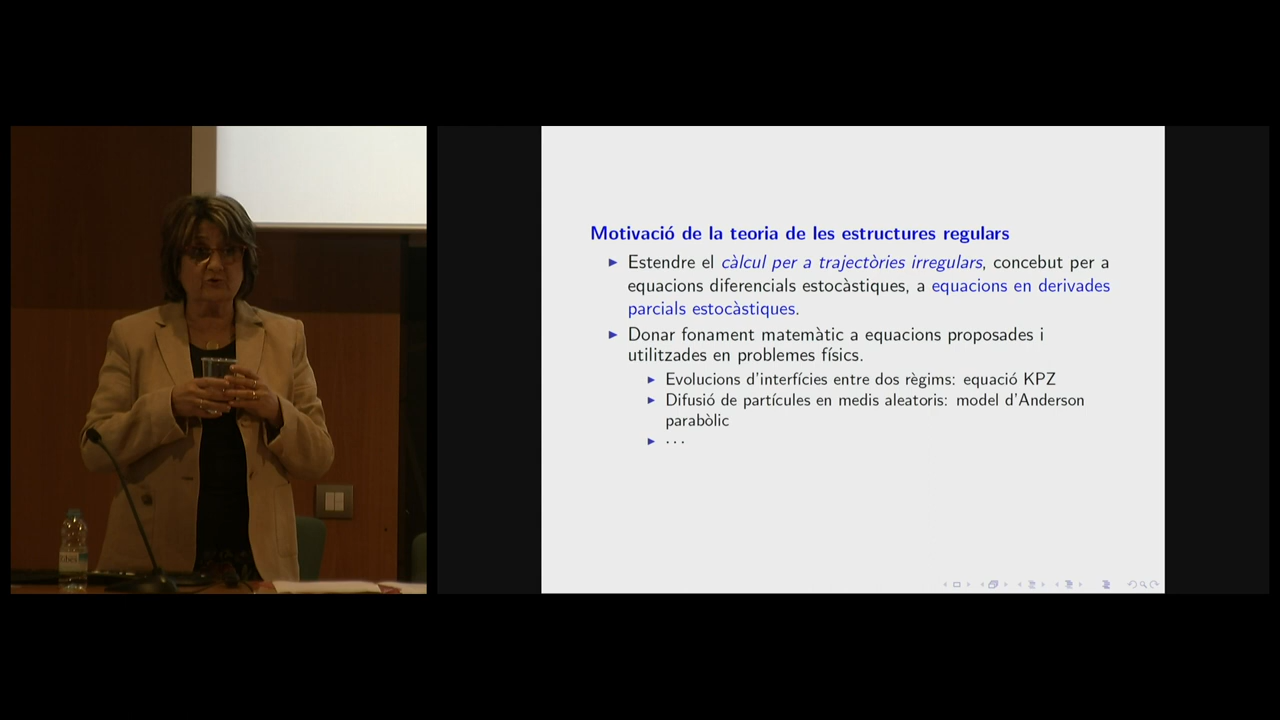 Motivació de la teoria de les estructures regulars
▶ Estendre el càlcul per a trajectòries irregulars, concebut per a
equacions diferencials estocàstiques, a equacions en derivades
parcials estocàstiques.
▶ Donar fonament matemàtic a equacions proposades i
utilitzades en problemes físics.
▶ Evolucions d'interfícies entre dos règims: equació KPZ
▶ Difusió de partícules en medis aleatoris: model d'Anderson
parabòlic
▶ ...